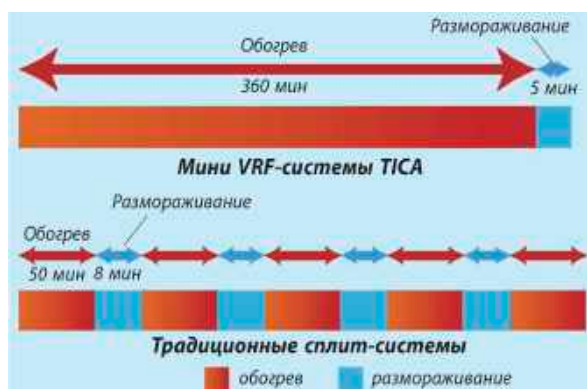 Размораживание
Обогрев
360 мин
5 мин
Мини VRF-системы TICA
Размораживание
Обогрев
50 мин
8 мин
Традиционные сплит-системы
обогрев
размораживание